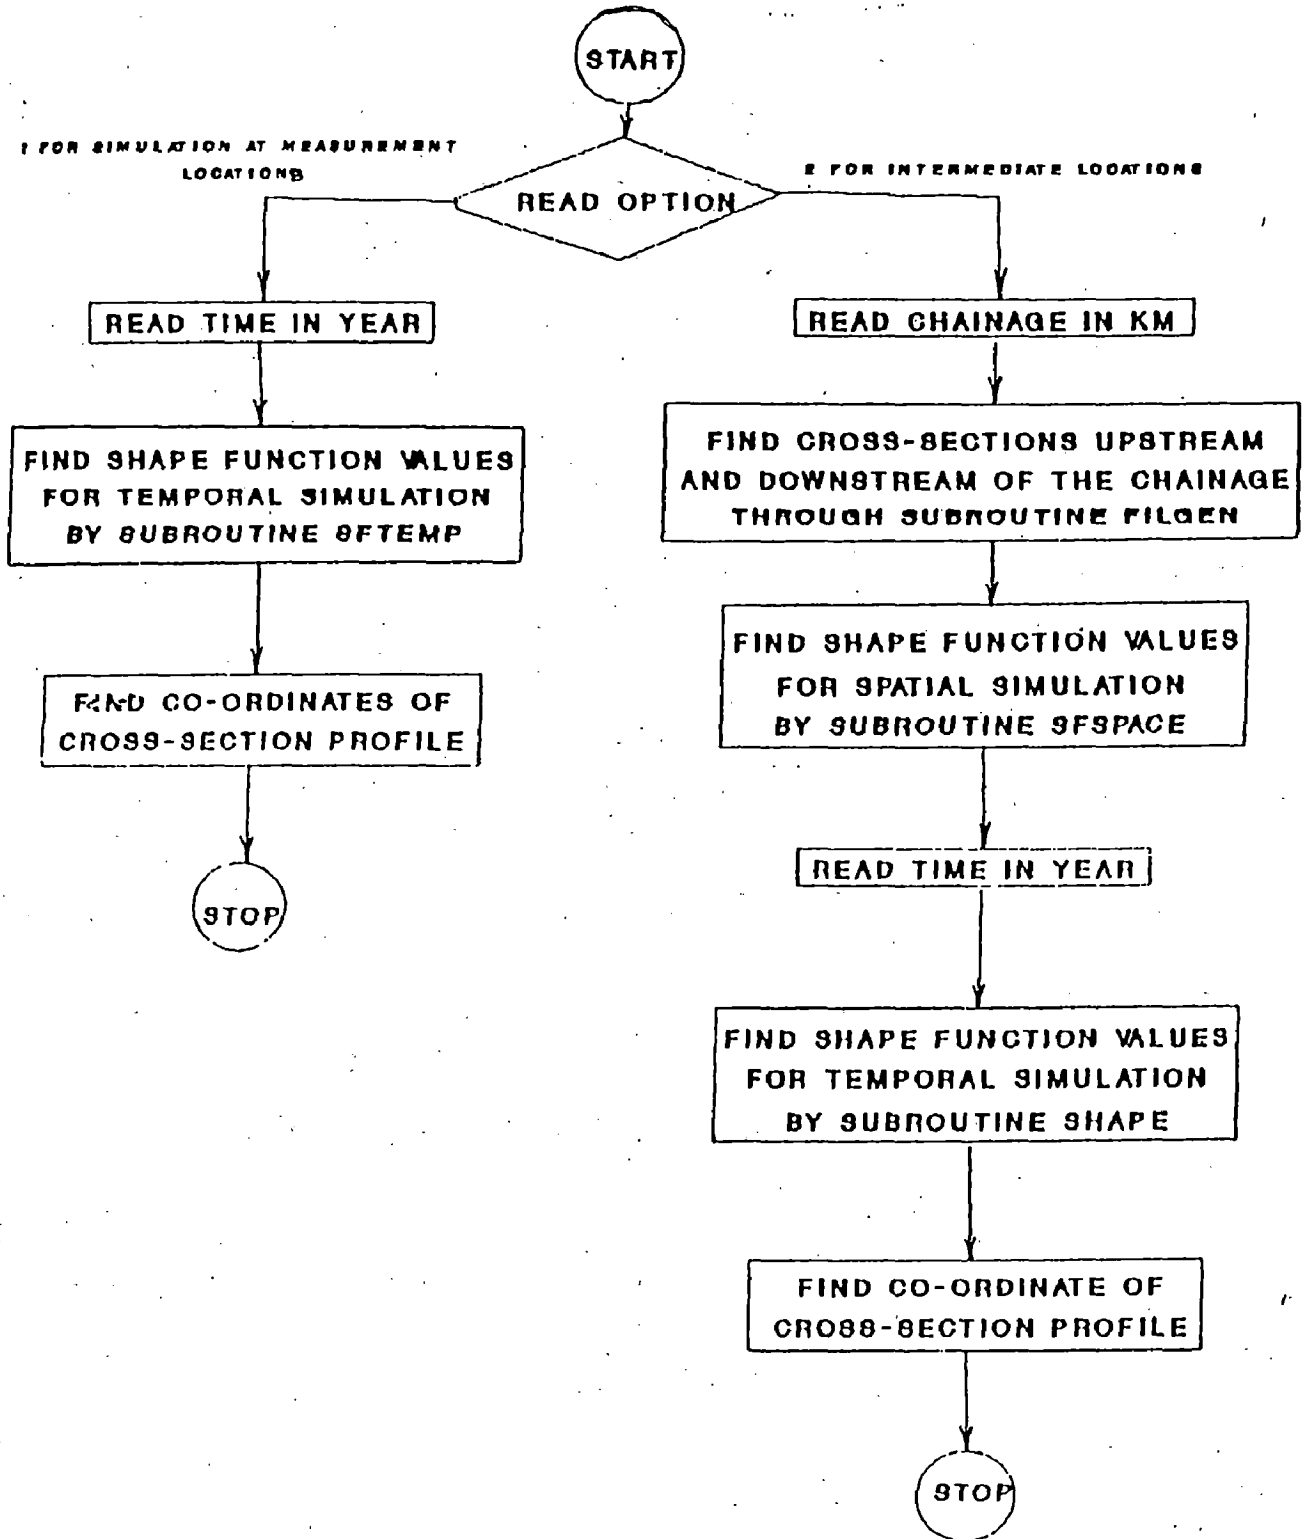 START
1 FOR SIMULATION AT MEASUREMENT
LOCATIONS
2 FOR INTERMEDIATE LOCATIONS
READ OPTION
READ TIME IN YEAR
FIND SHAPE FUNCTION VALUES
FOR TEMPORAL SIMULATION
BY SUBROUTINE SFTEMP
FIND CO-ORDINATES OF
CROSS-SECTION PROFILE
STOP
READ CHAINAGE IN KM
FIND CROSS-SECTIONS UPSTREAM
AND DOWNSTREAM OF THE CHAINAGE
THROUGH SUBROUTINE FILGEN
FIND SHAPE FUNCTION VALUES
FOR SPATIAL SIMULATION
BY SUBROUTINE SFSPACE
READ TIME IN YEAR
FIND SHAPE FUNCTION VALUES
FOR TEMPORAL SIMULATION
BY SUBROUTINE SHAPE
FIND CO-ORDINATE OF
CROSS-SECTION PROFILE
STOP